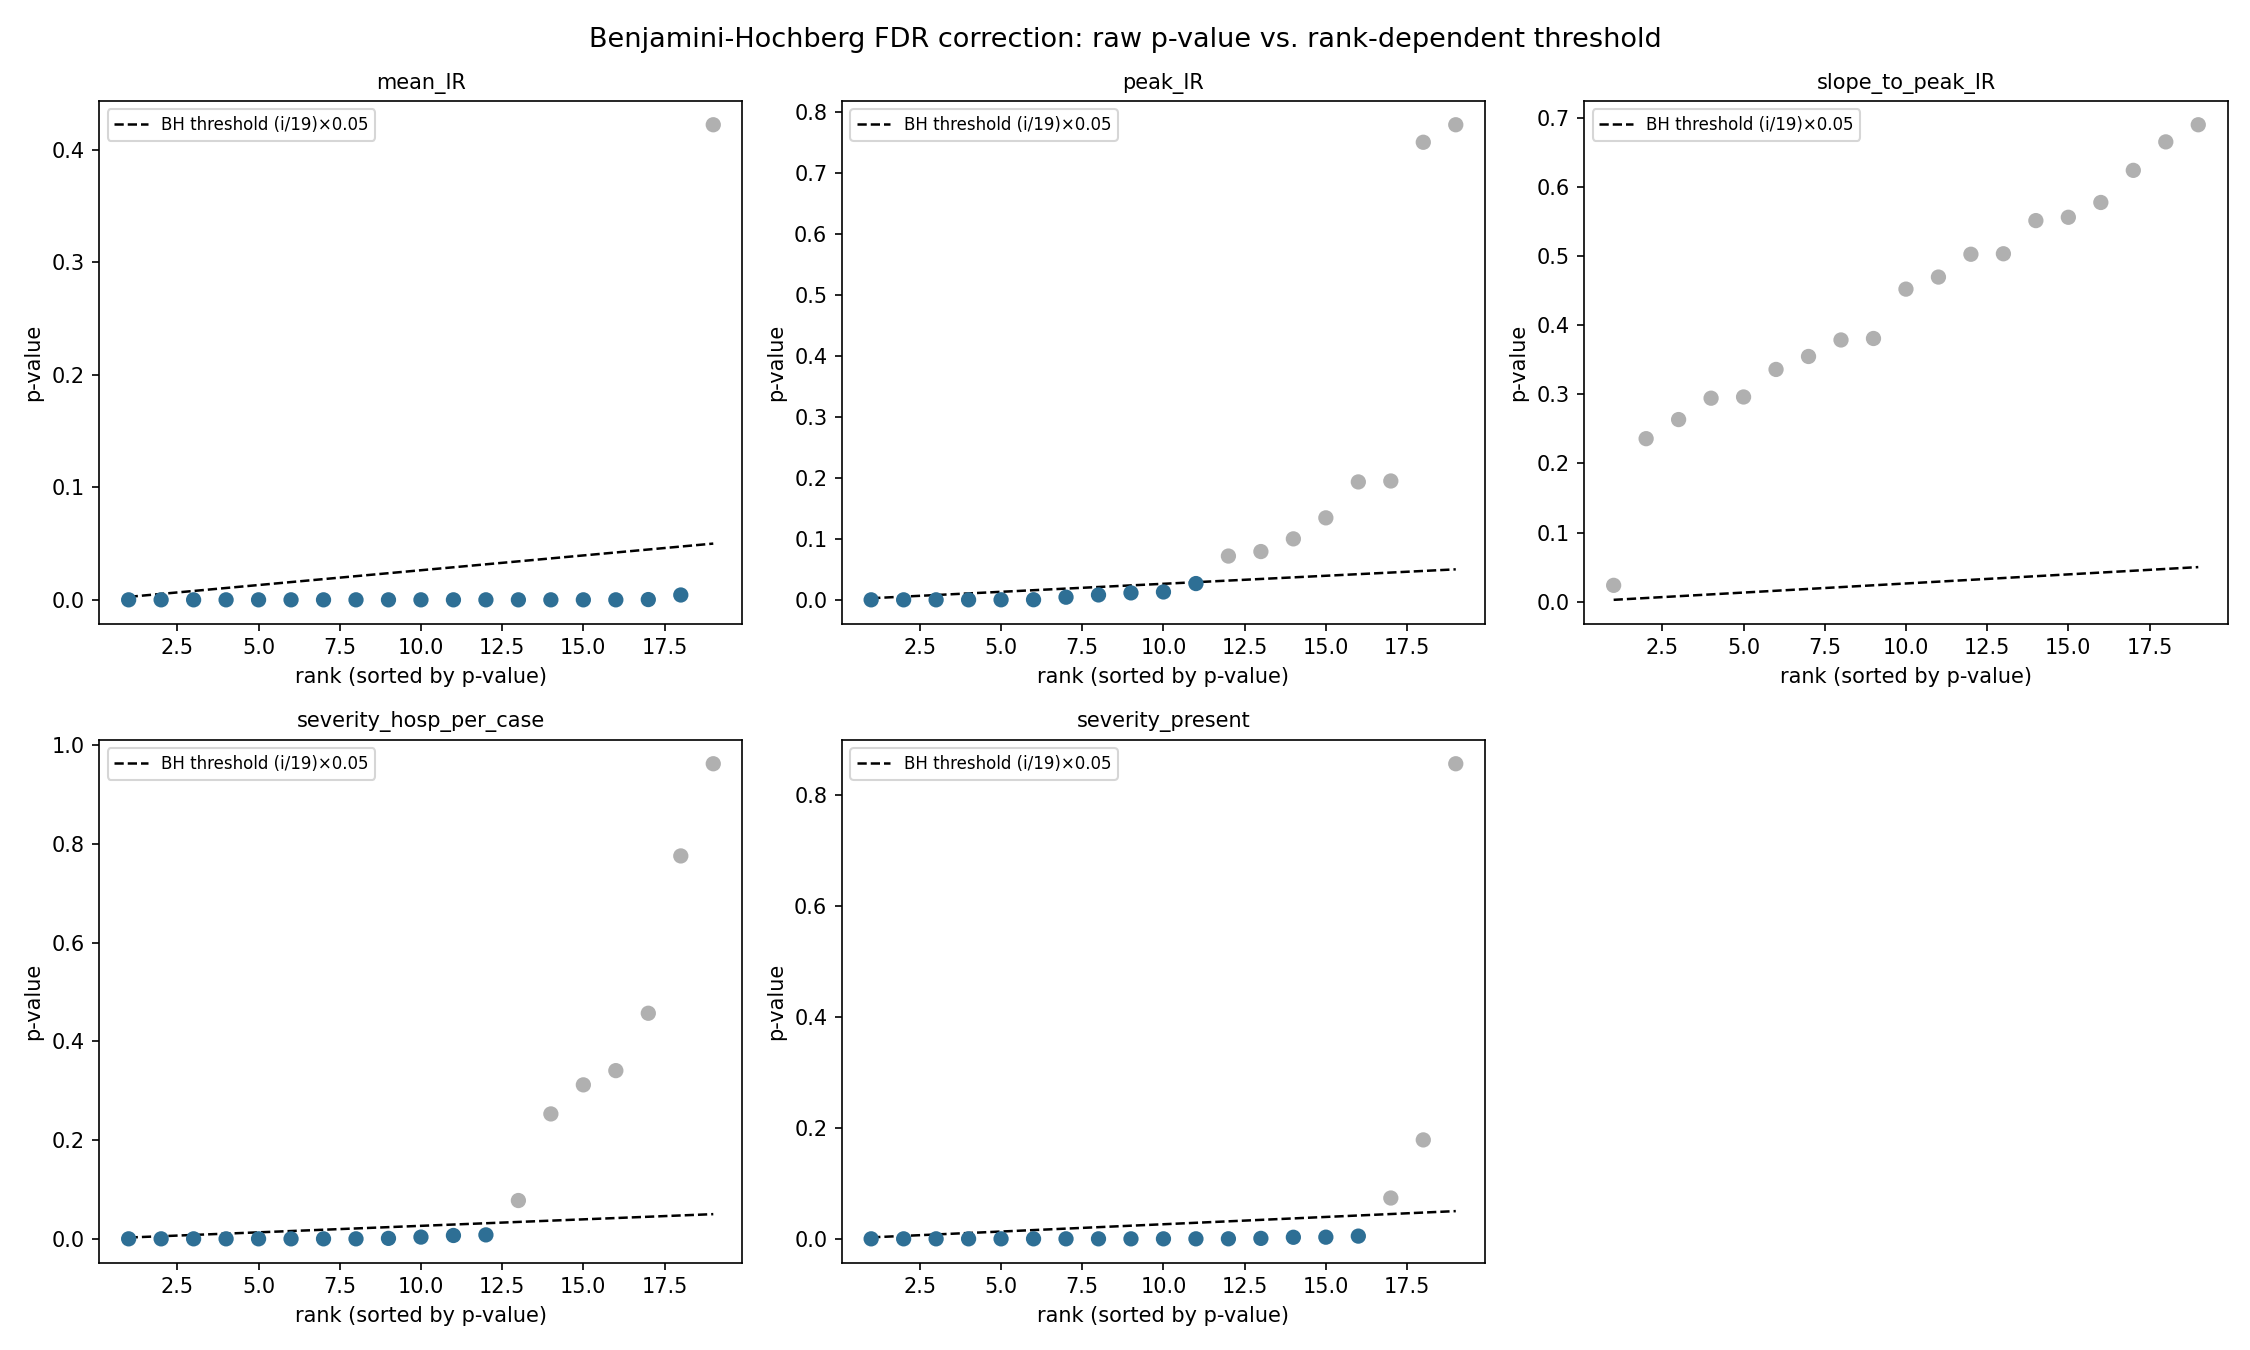 Benjamini-Hochberg FDR correction: raw p-value vs. rank-dependent threshold
mean_IR
BH threshold (i/19)×0.05
p-value
0.4
0.3
0.2
0.1
0.0
2.5 5.0 7.5 10.0 12.5 15.0 17.5
rank (sorted by p-value)
peak_IR
BH threshold (i/19)×0.05
p-value
0.8
0.7
0.6
0.5
0.4
0.3
0.2
0.1
0.0
2.5 5.0 7.5 10.0 12.5 15.0 17.5
rank (sorted by p-value)
slope_to_peak_IR
BH threshold (i/19)×0.05
p-value
0.7
0.6
0.5
0.4
0.3
0.2
0.1
0.0
2.5 5.0 7.5 10.0 12.5 15.0 17.5
rank (sorted by p-value)
severity_hosp_per_case
BH threshold (i/19)×0.05
p-value
1.0
0.8
0.6
0.4
0.2
0.0
2.5 5.0 7.5 10.0 12.5 15.0 17.5
rank (sorted by p-value)
severity_present
BH threshold (i/19)×0.05
p-value
0.8
0.6
0.4
0.2
0.0
2.5 5.0 7.5 10.0 12.5 15.0 17.5
rank (sorted by p-value)